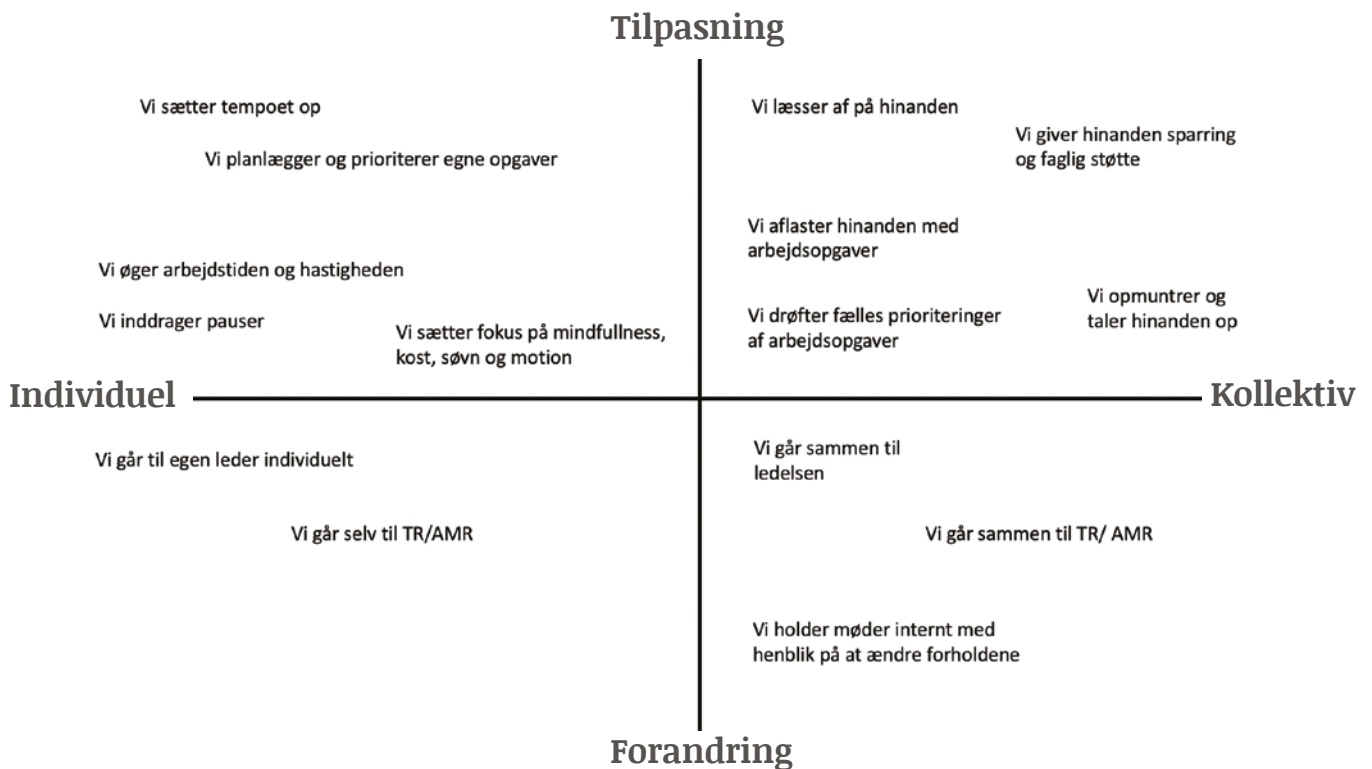 Tilpasning
Vi sætter tempoet op
Vi planlægger og prioriterer egne opgaver
Vi øger arbejdstiden og hastigheden
Vi inddrager pauser
Vi sætter fokus på mindfullness,
kost, søvn og motion
Vi læsser af på hinanden
Vi giver hinanden sparring
og faglig støtte
Vi aflaster hinanden med
arbejdsopgaver
Vi drøfter fælles prioriteringer
af arbejdsopgaver
Vi opmuntrer og
taler hinanden op
Individuel
Kollektiv
Vi går til egen leder individuelt
Vi går selv til TR/AMR
Vi går sammen til
ledelsen
Vi går sammen til TR/ AMR
Vi holder møder internt med
henblik på at ændre forholdene
Forandring